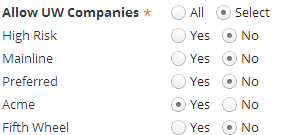 Allow UW Companies * All Select
High Risk Yes No
Mainline Yes No
Preferred Yes No
Acme Yes No
Fifth Wheel Yes No